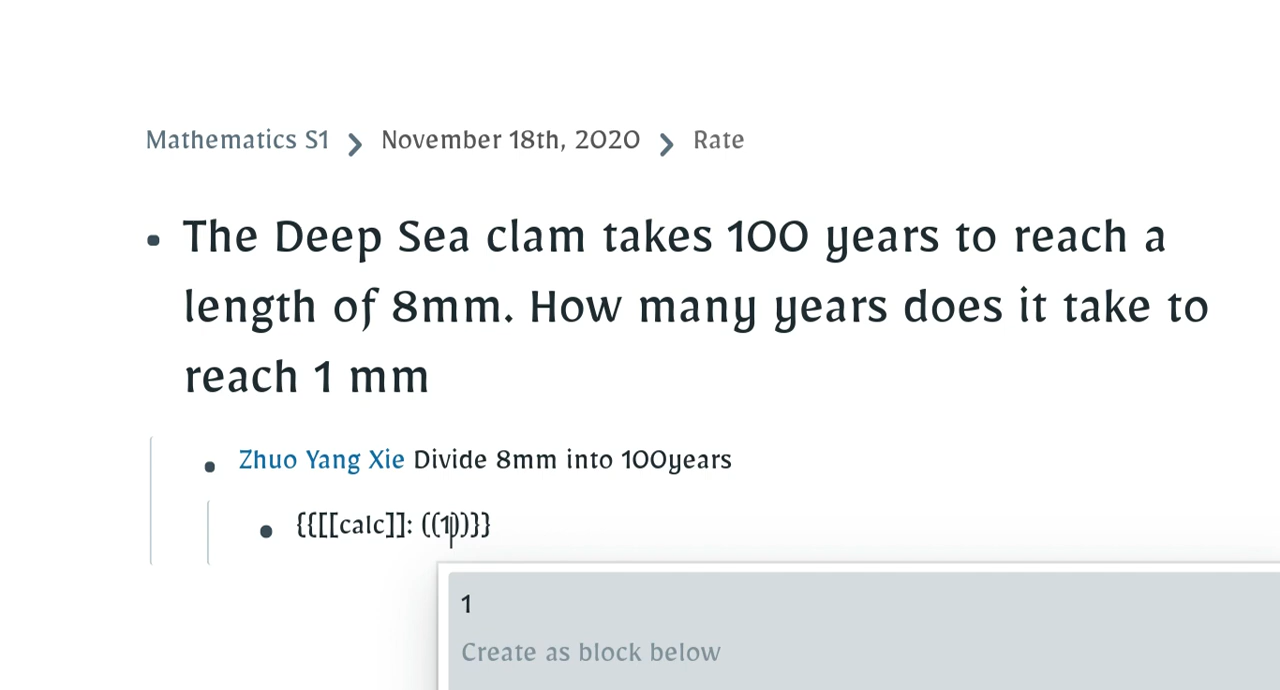 Mathematics S1 > November 18th, 2020 > Rate
The Deep Sea clam takes 100 years to reach a
length of 8mm. How many years does it take to
reach 1 mm
Zhuo Yang Xie Divide 8mm into 100years
{{[[calc]]: ((1))}}
1
Create as block below